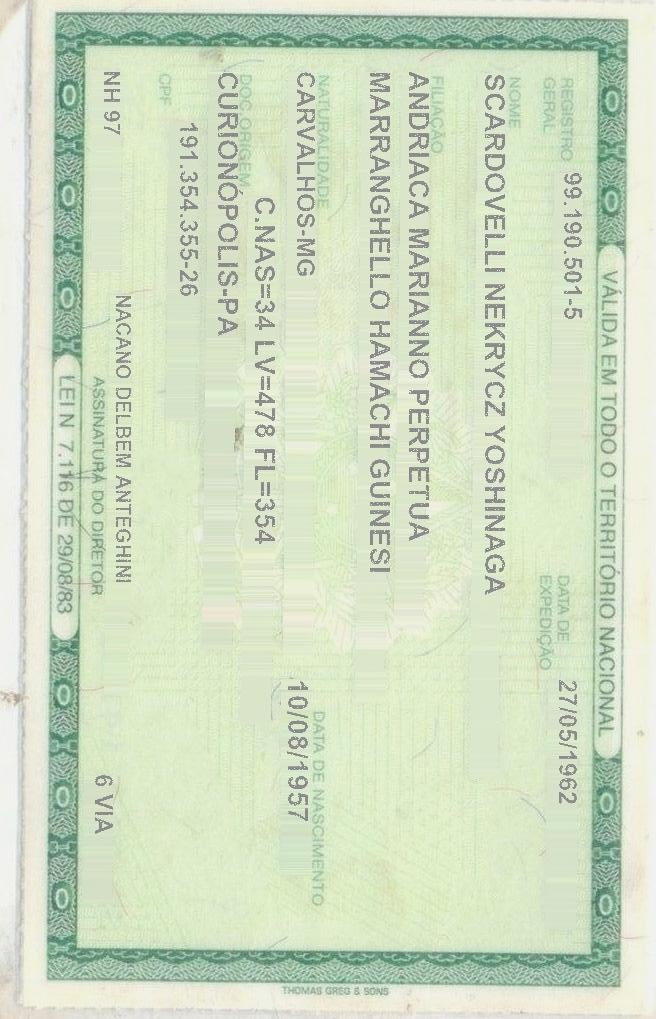 VÁLIDA EM TODO O TERRITÓRIO NACIONAL
REGISTRO GERAL 99.190.501-5 DATA DE EXPEDIÇÃO 27/05/1962
NOME
SCARDOVELLI NEKRYCZ YOSHINAGA
FILIAÇÃO
ANDRIACA MARIANNO PERPETUA
MARRANGHELLO HAMACHI GUINESI
NATURALIDADE DATA DE NASCIMENTO
CARVALHOS-MG 10/08/1957
DOC ORIGEM C.NAS=34 LV=478 FL=354
CURIONÓPOLIS-PA
CPF 191.354.355-26
NH 97 NACANO DELBEM ANTEGHINI 6 VIA
ASSINATURA DO DIRETOR
LEI N 7.116 DE 29/08/83
THOMAS GREG & SONS